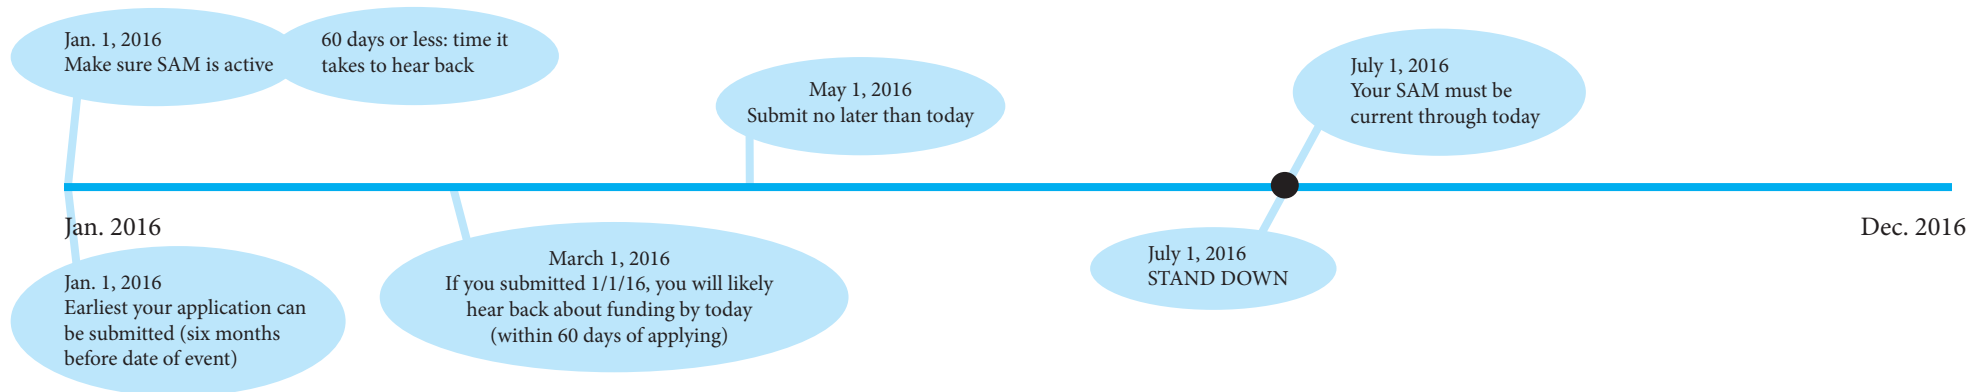 Jan. 1, 2016
Make sure SAM is active
60 days or less: time it
takes to hear back
May 1, 2016
Submit no later than today
July 1, 2016
Your SAM must be
current through today
Jan. 2016
Dec. 2016
Jan. 1, 2016
Earliest your application can
be submitted (six months
before date of event)
March 1, 2016
If you submitted 1/1/16, you will likely
hear back about funding by today
(within 60 days of applying)
July 1, 2016
STAND DOWN